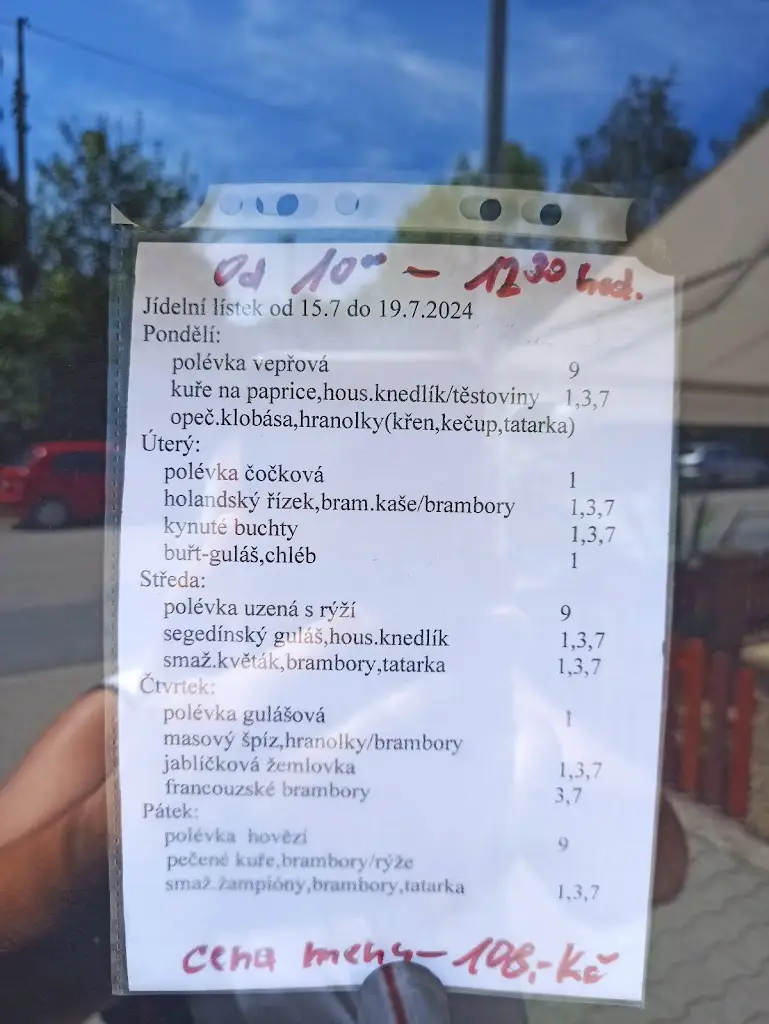 Od 10⁰⁰ - 12³⁰ hod.
Jídelní lístek od 15.7 do 19.7.2024
Pondělí:
polévka vepřová 9
kuře na paprice,hous.knedlík/těstoviny 1,3,7
opeč.klobása,hranolky(křen,kečup,tatarka)
Úterý:
polévka čočková 1
holandský řízek,bram.kaše/brambory 1,3,7
kynuté buchty 1,3,7
buřt-guláš,chléb 1
Středa:
polévka uzená s rýží 9
segedínský guláš,hous.knedlík 1,3,7
smaž.květák,brambory,tatarka 1,3,7
Čtvrtek:
polévka gulášová 1
masový špíz,hranolky/brambory
jablíčková žemlovka 1,3,7
francouzské brambory 3,7
Pátek:
polévka hovězí 9
pečené kuře,brambory/rýže
smaž.žampióny,brambory,tatarka 1,3,7
cena menu - 108,- Kč